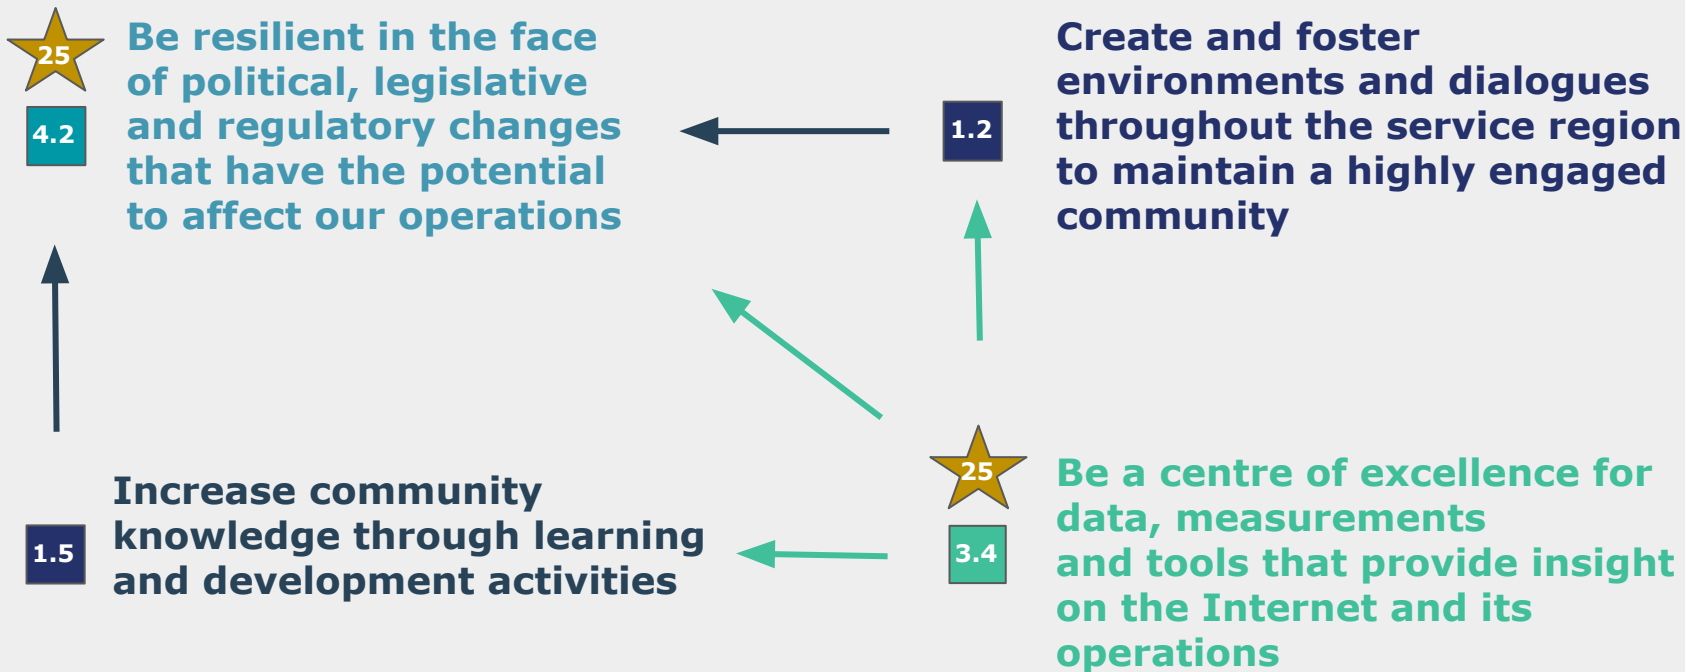 25
4.2
Be resilient in the face
of political, legislative
and regulatory changes
that have the potential
to affect our operations
1.2
Create and foster
environments and dialogues
throughout the service region
to maintain a highly engaged
community
1.5
Increase community
knowledge through learning
and development activities
25
3.4
Be a centre of excellence for
data, measurements
and tools that provide insight
on the Internet and its
operations